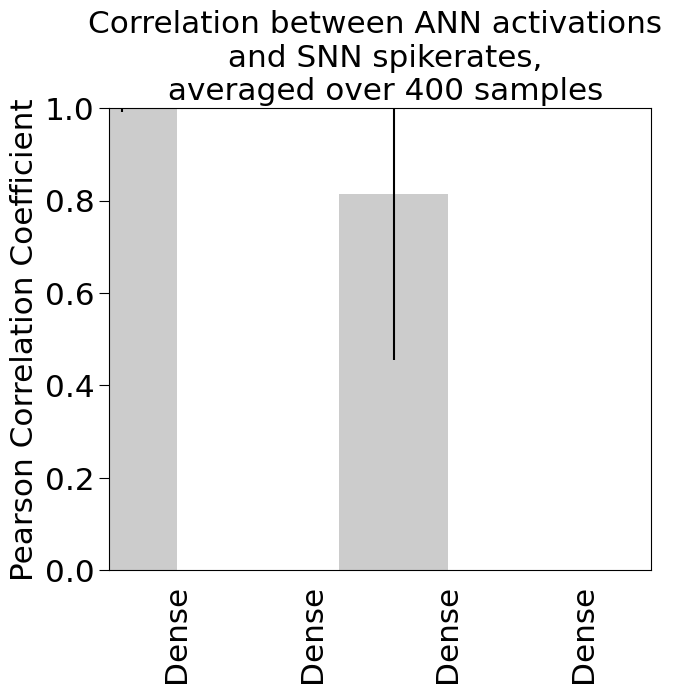 Correlation between ANN activations
and SNN spikerates,
averaged over 400 samples
Pearson Correlation Coefficient
1.0
0.8
0.6
0.4
0.2
0.0
Dense
Dense
Dense
Dense